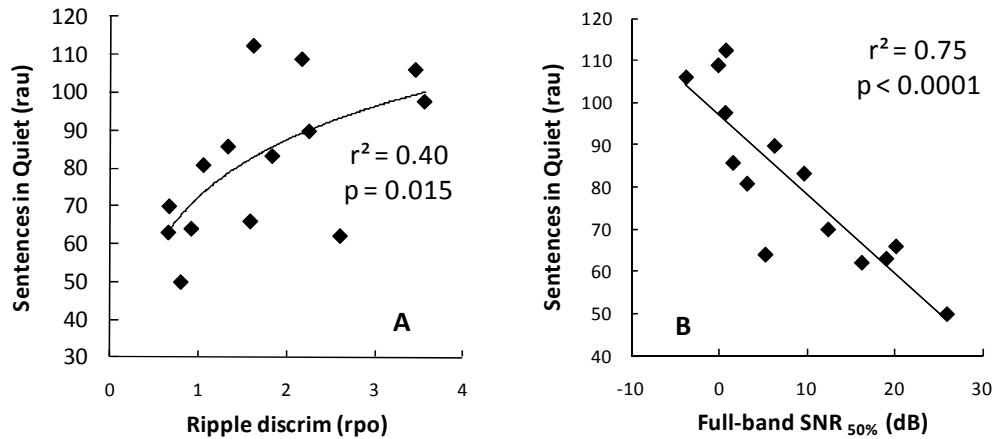 120
110
100
90
80
70
60
50
40
30
Sentences in Quiet (rau)
r² = 0.40
p = 0.015
A
0 1 2 3 4
Ripple discrim (rpo)
120
110
100
90
80
70
60
50
40
Sentences in Quiet (rau)
r² = 0.75
p < 0.0001
B
-10 0 10 20 30
Full-band SNR 50% (dB)